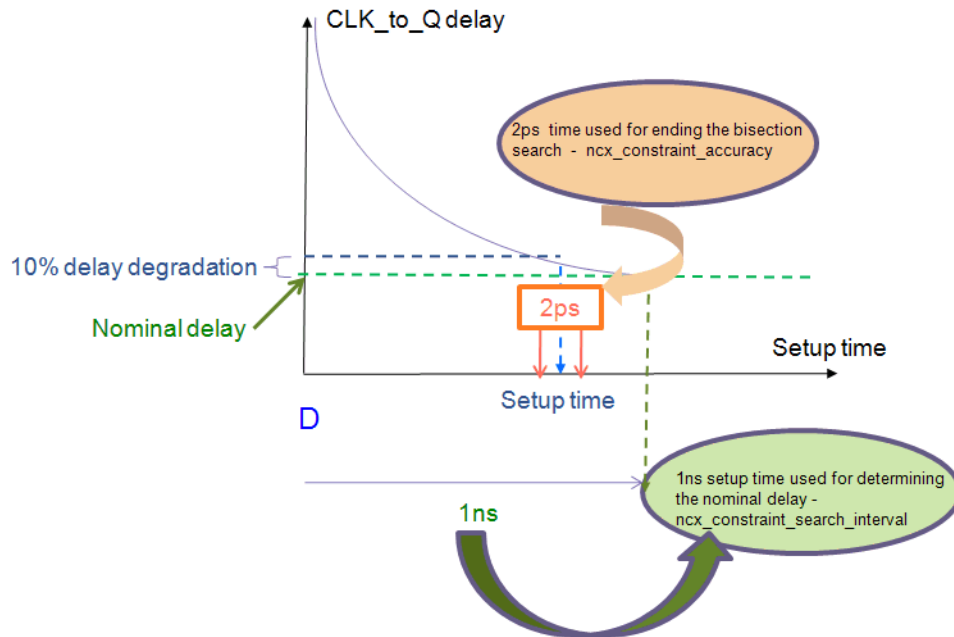 CLK_to_Q delay
2ps time used for ending the bisection
search - ncx_constraint_accuracy
10% delay degradation
2ps
Nominal delay
Setup time
Setup time
D
1ns setup time used for determining
the nominal delay -
ncx_constraint_search_interval
1ns